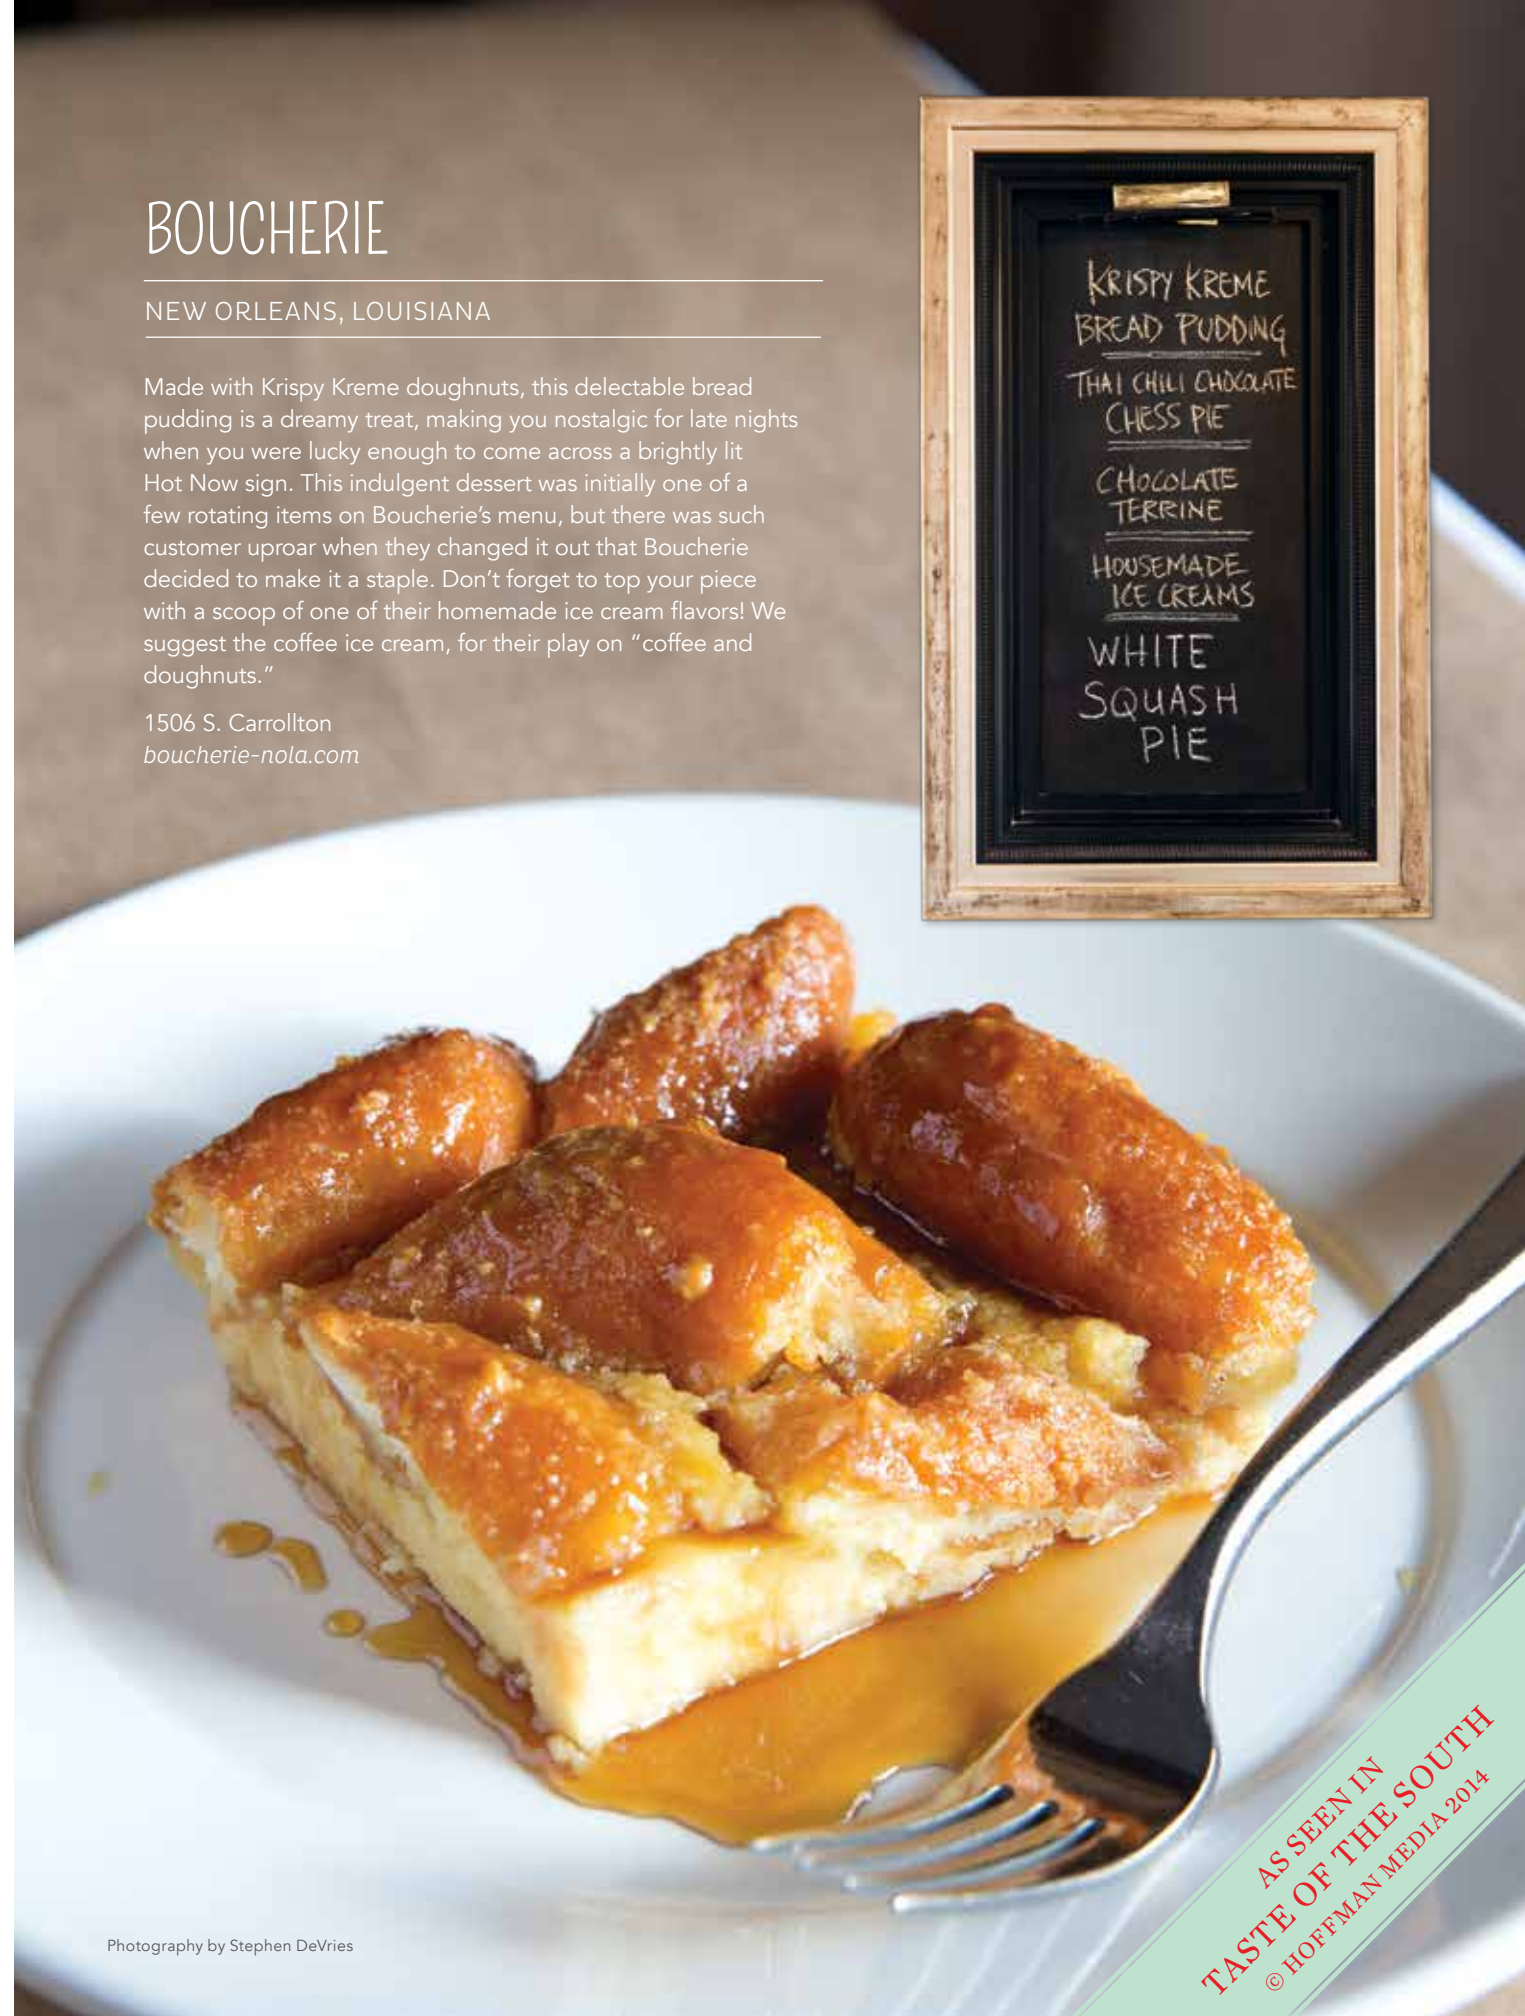 BOUCHERIE
NEW ORLEANS, LOUISIANA
Made with Krispy Kreme doughnuts, this delectable bread
pudding is a dreamy treat, making you nostalgic for late nights
when you were lucky enough to come across a brightly lit
Hot Now sign. This indulgent dessert was initially one of a
few rotating items on Boucherie’s menu, but there was such
customer uproar when they changed it out that Boucherie
decided to make it a staple. Don’t forget to top your piece
with a scoop of one of their homemade ice cream flavors! We
suggest the coffee ice cream, for their play on “coffee and
doughnuts.”
1506 S. Carrollton
boucherie-nola.com
KRISPY KREME
BREAD PUDDING
THAI CHILI CHOCOLATE
CHESS PIE
CHOCOLATE
TERRINE
HOUSEMADE
ICE CREAMS
WHITE
SQUASH
PIE
Photography by Stephen DeVries
AS SEEN IN
TASTE OF THE SOUTH
© HOFFMAN MEDIA 2014